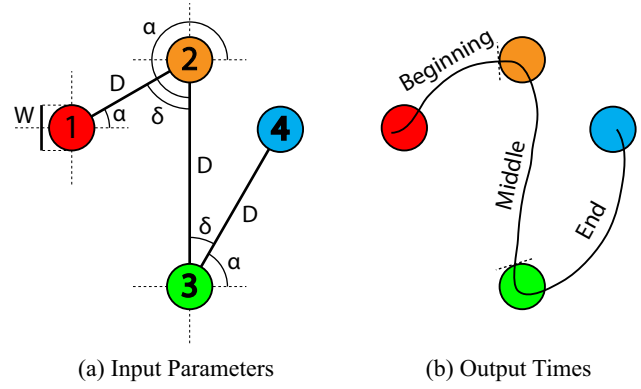 α
2
Beginning
D
W
1
α
δ
4
D
Middle
D
End
δ
α
3
(a) Input Parameters
(b) Output Times